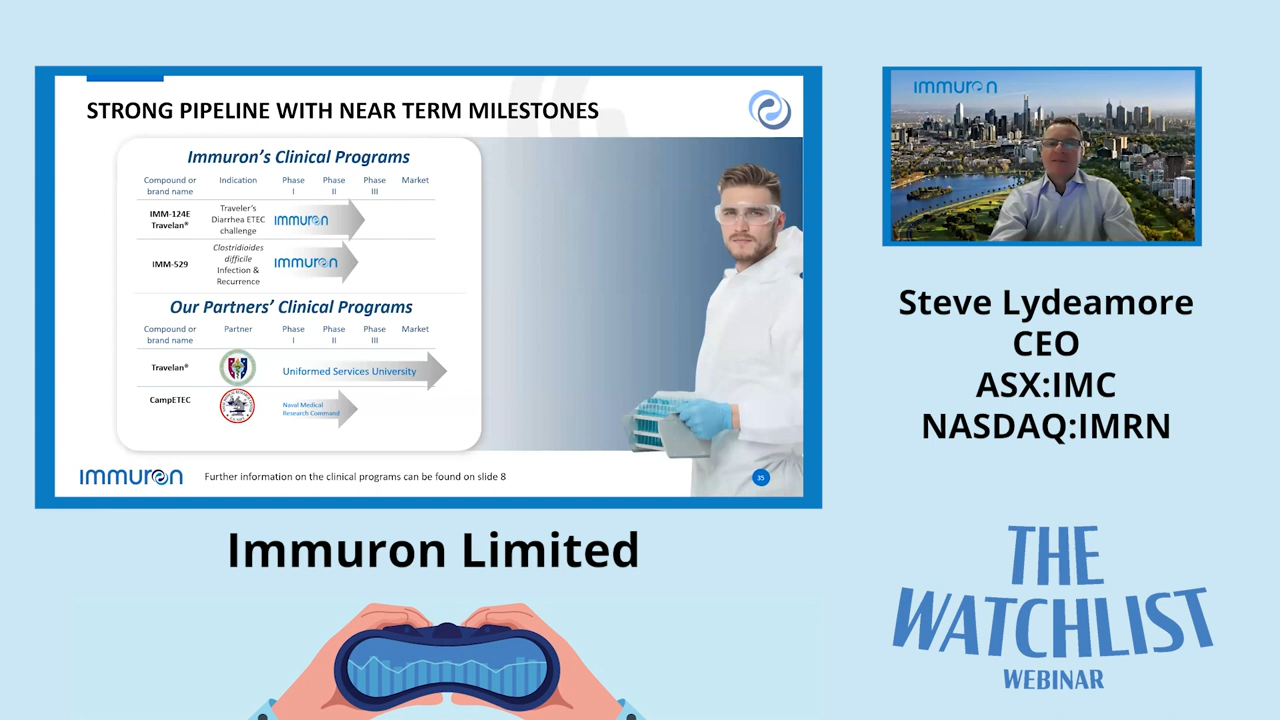 STRONG PIPELINE WITH NEAR TERM MILESTONES
Immuron's Clinical Programs
Compound or brand name Indication Phase I Phase II Phase III Market
IMM-124E Travelan® Traveler's Diarrhea ETEC challenge immuron
IMM-529 Clostridioides difficile Infection & Recurrence immuron
Our Partners' Clinical Programs
Compound or brand name Partner Phase I Phase II Phase III Market
Travelan® Uniformed Services University
CampETEC Naval Medical Research Command
immuron Further information on the clinical programs can be found on slide 8
35
immuron
Steve Lydeamore
CEO
ASX:IMC
NASDAQ:IMRN
Immuron Limited
THE
WATCHLIST
WEBINAR